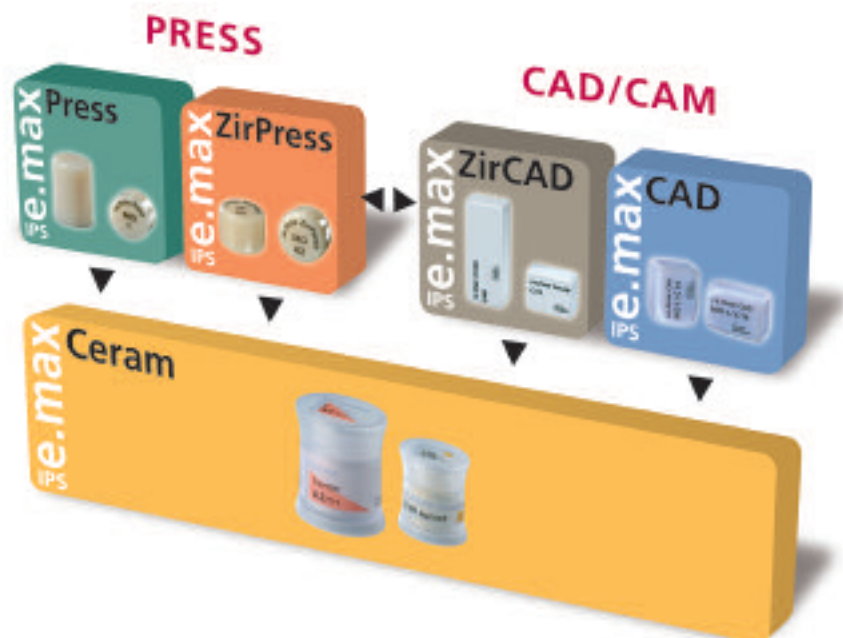 PRESS
CAD/CAM
IPS e.max
Press
IPS e.max
ZirPress
IPS e.max
ZirCAD
IPS e.max
CAD
IPS e.max
Ceram